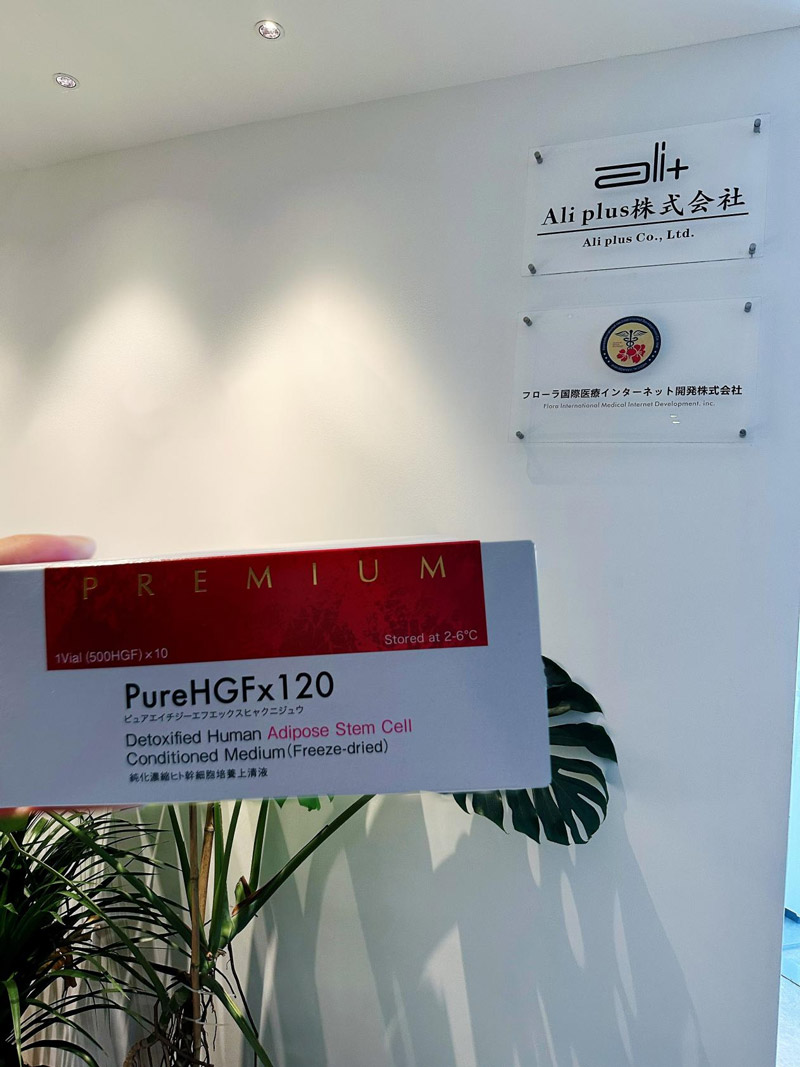 ali+
Ali plus株式会社
Ali plus Co., Ltd.
フローラ国際医療インターネット開発株式会社
Flora International Medical Internet Development, inc.
PREMIUM
1Vial (500HGF)×10
Stored at 2-6°C
PureHGFx120
ピュアエイチジーエフエックスヒャクニジュウ
Detoxified Human Adipose Stem Cell
Conditioned Medium(Freeze-dried)
純化濃縮ヒト幹細胞培養上清液